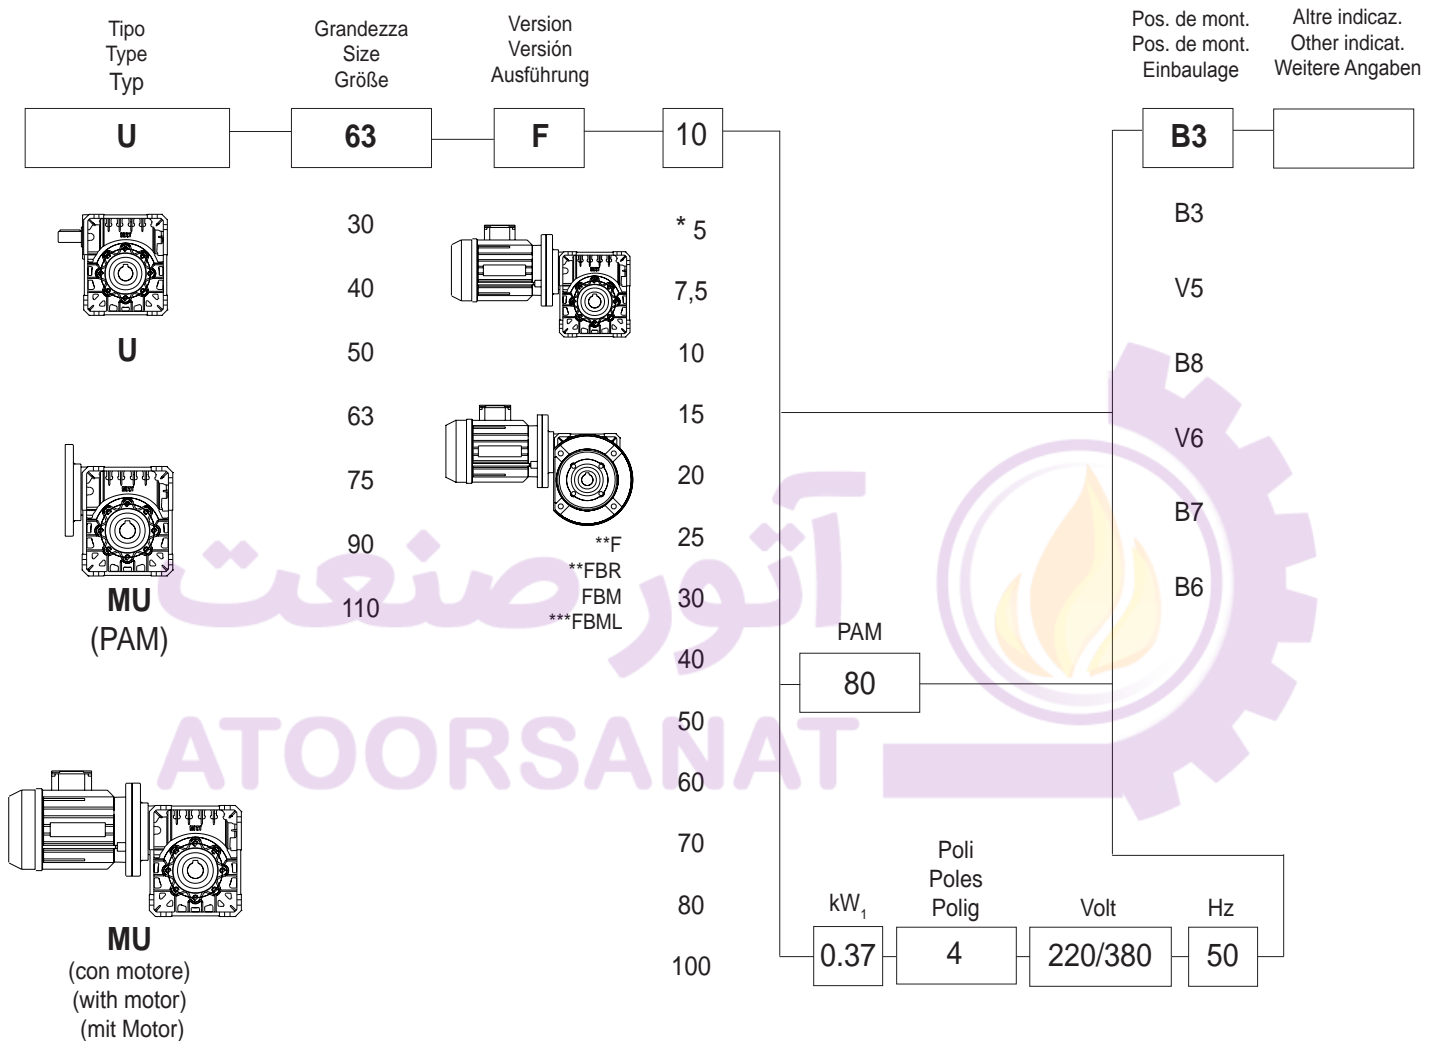 Tipo
Type
Typ
Grandezza
Size
Größe
Version
Versión
Ausführung
Pos. de mont.
Pos. de mont.
Einbaulage
Altre indicaz.
Other indicat.
Weitere Angaben
U
63
F
10
B3
U
MU
(PAM)
MU
(con motore)
(with motor)
(mit Motor)
30
40
50
63
75
90
110
**F
**FBR
FBM
***FBML
* 5
7,5
10
15
20
25
30
40
50
60
70
80
100
PAM
80
kW1
0.37
Poli
Poles
Polig
4
Volt
220/380
Hz
50
B3
V5
B8
V6
B7
B6
آتور صنعت
ATOORSANAT